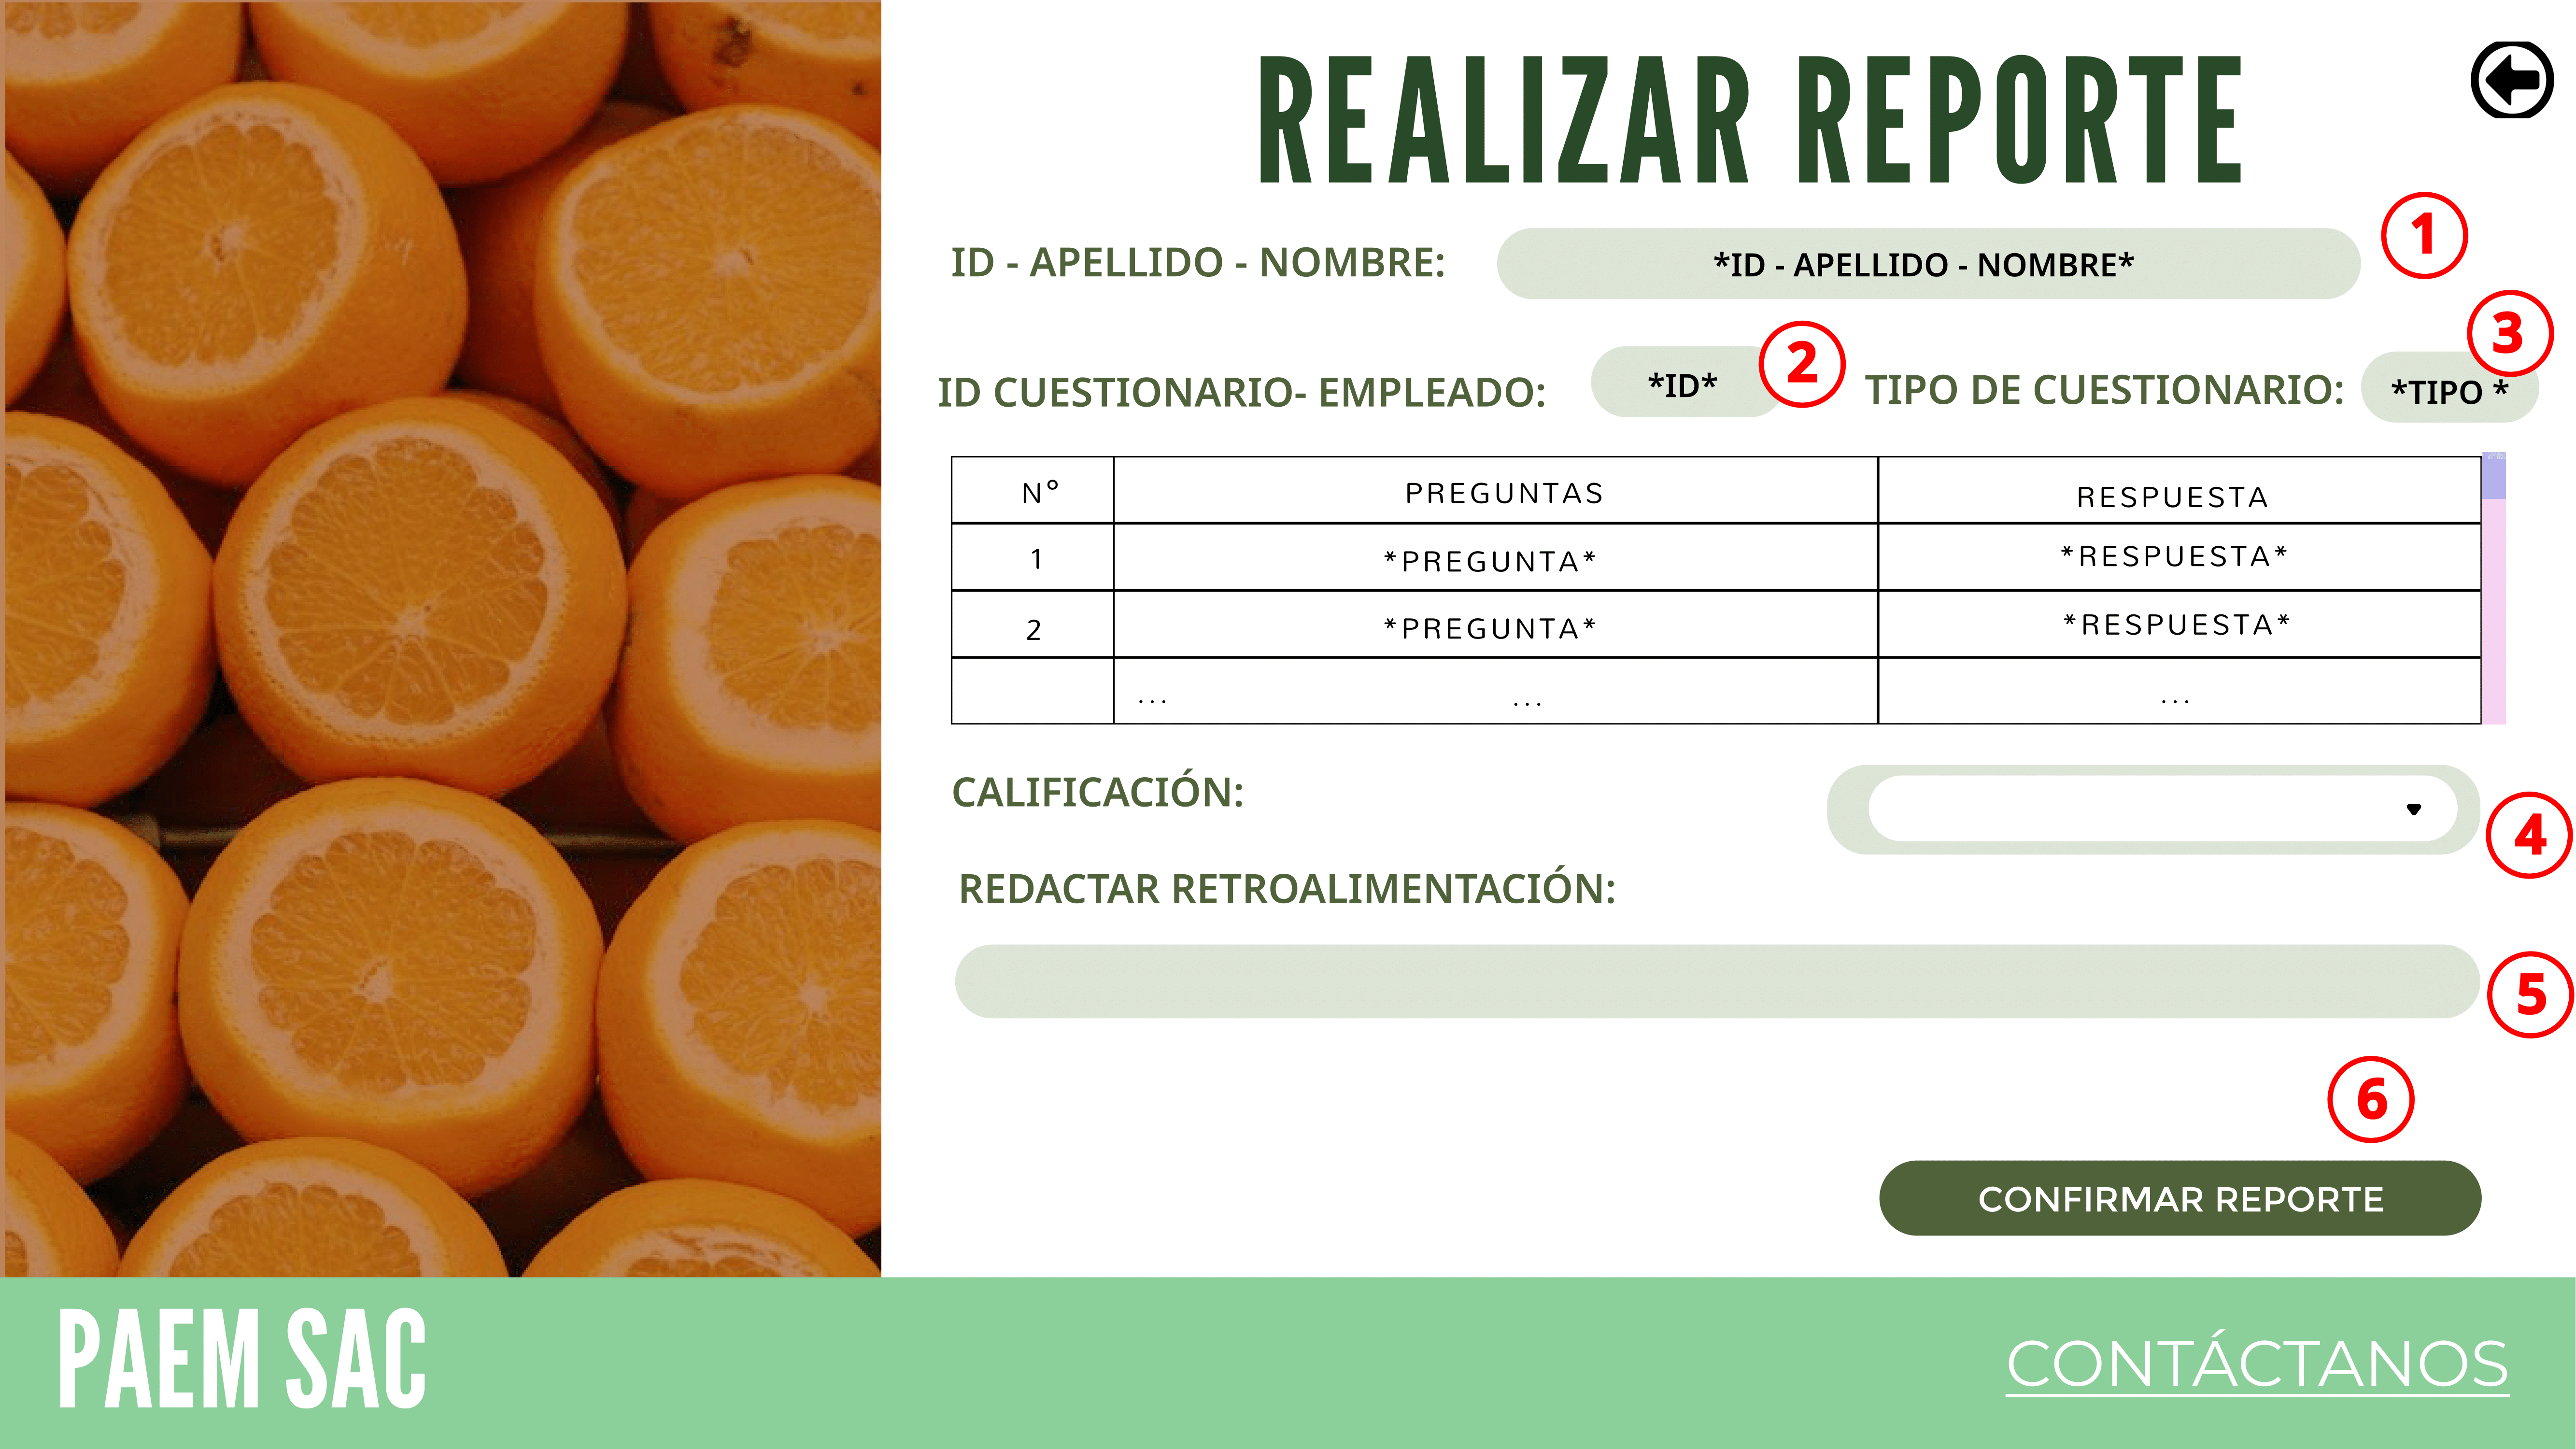 REALIZAR REPORTE
1
ID - APELLIDO - NOMBRE: *ID - APELLIDO - NOMBRE*
3
2
ID CUESTIONARIO- EMPLEADO: *ID* TIPO DE CUESTIONARIO: *TIPO *
N° PREGUNTAS RESPUESTA
1 *PREGUNTA* *RESPUESTA*
2 *PREGUNTA* *RESPUESTA*
... ... ...
CALIFICACIÓN:
4
REDACTAR RETROALIMENTACIÓN:
5
6
CONFIRMAR REPORTE
PAEM SAC
CONTÁCTANOS